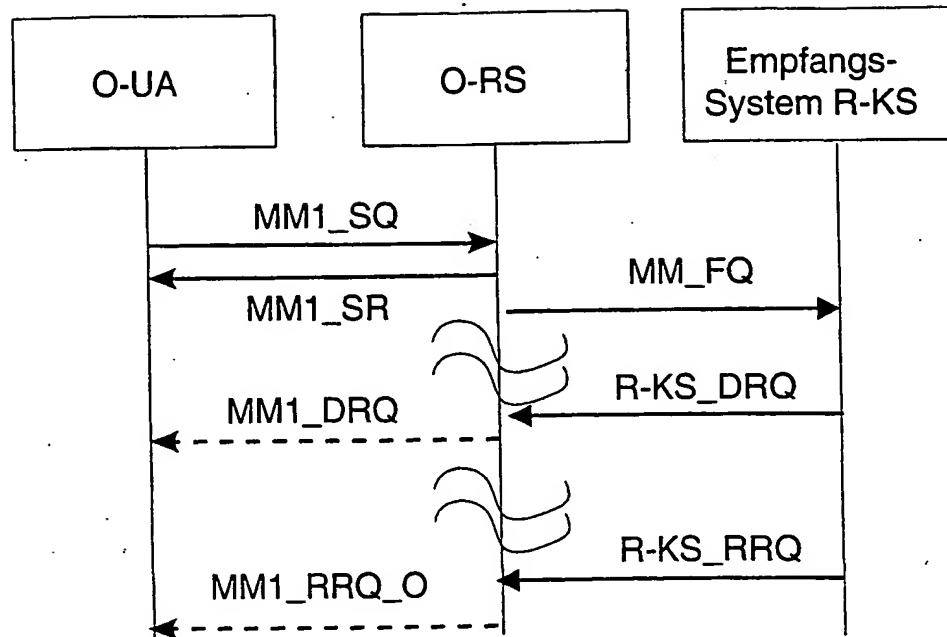 O-UA
O-RS
Empfangs-
System R-KS
MM1_SQ
MM1_SR
MM_FQ
R-KS_DRQ
MM1_DRQ
R-KS_RRQ
MM1_RRQ_O